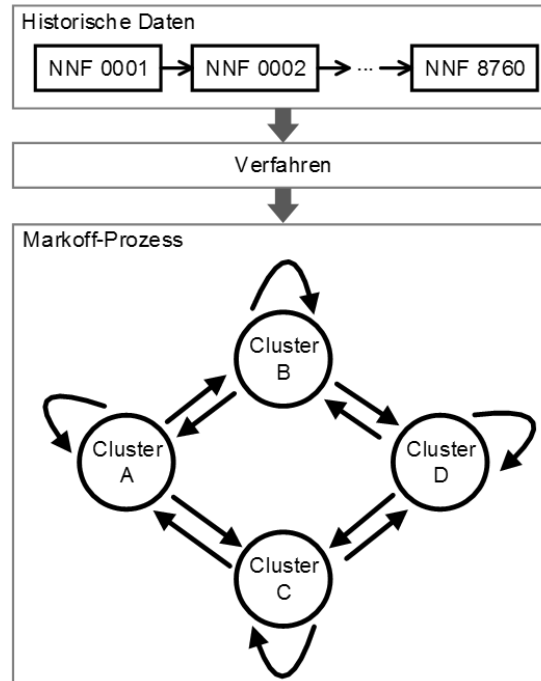 Historische Daten
NNF 0001
NNF 0002
...
NNF 8760
Verfahren
Markoff-Prozess
Cluster
B
Cluster
A
Cluster
D
Cluster
C